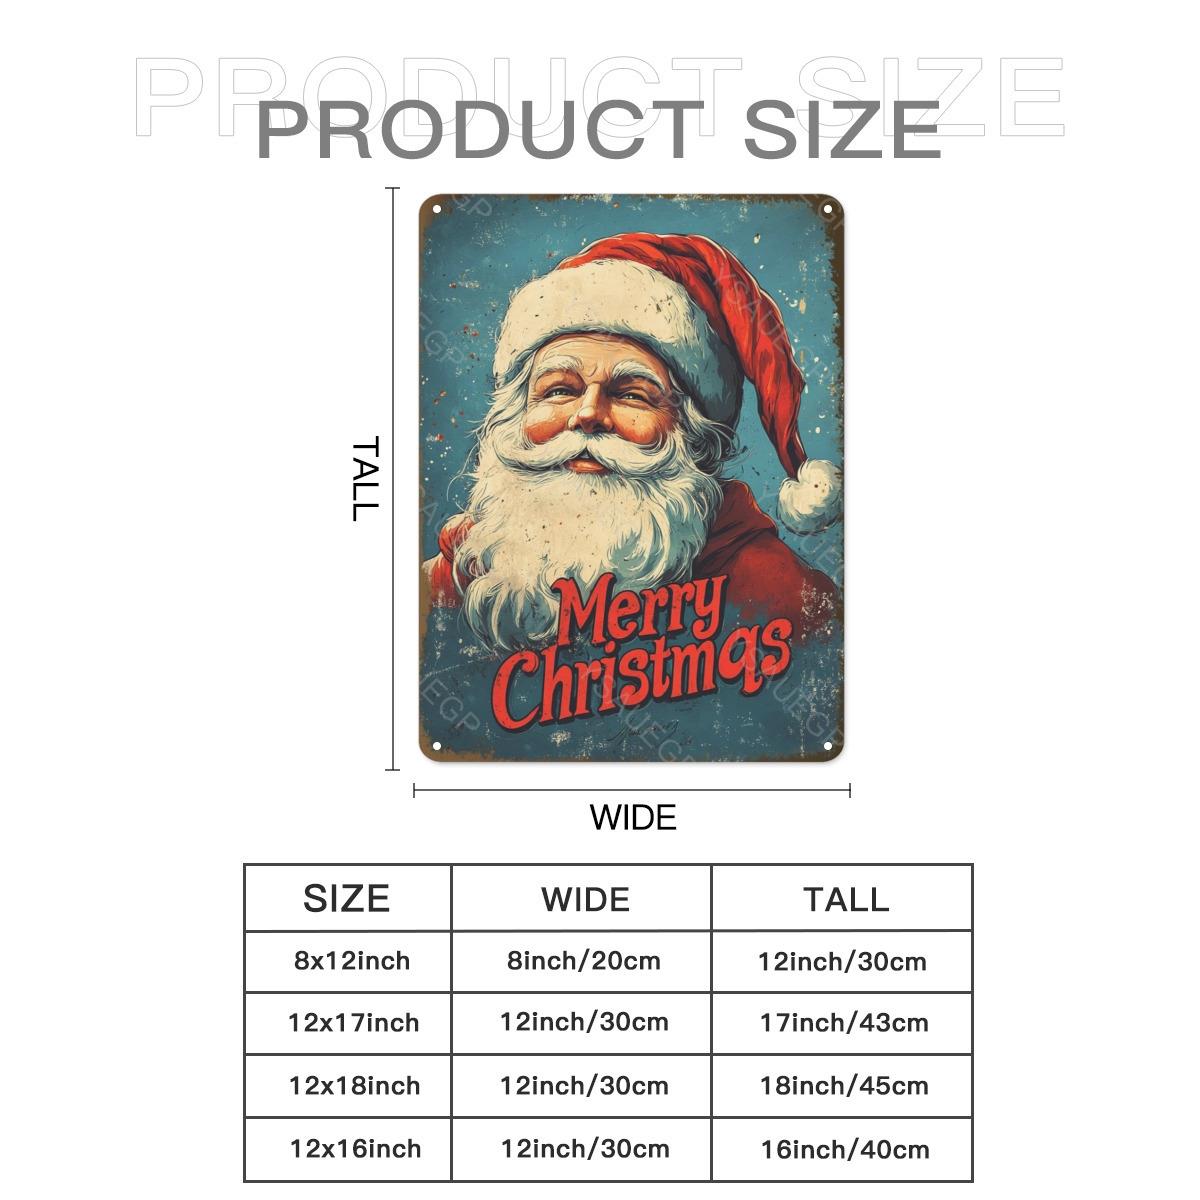 PRODUCT SIZE
PRODUCT SIZE
TALL
Merry
Christmas
WIDE
SIZE WIDE TALL
8x12inch 8inch/20cm 12inch/30cm
12x17inch 12inch/30cm 17inch/43cm
12x18inch 12inch/30cm 18inch/45cm
12x16inch 12inch/30cm 16inch/40cm
YSAUEGP